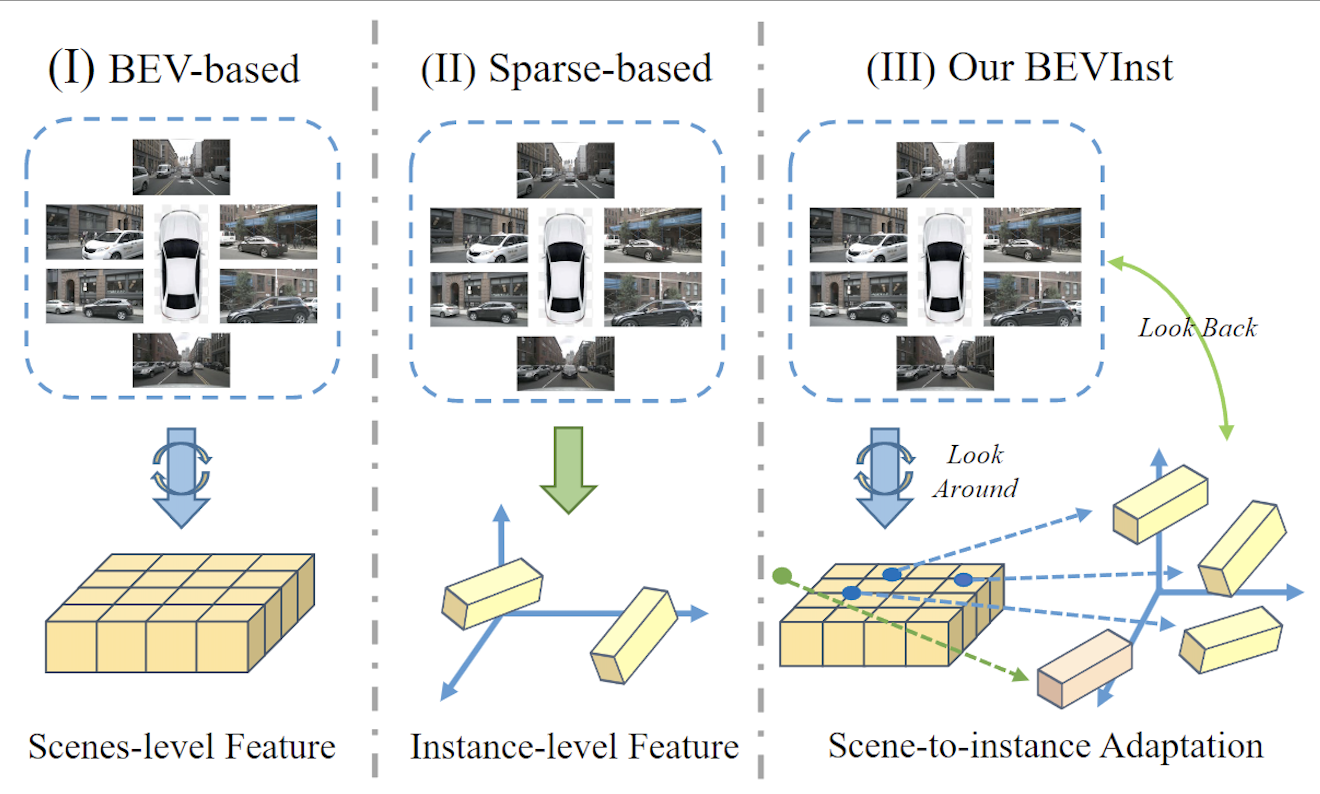 (I) BEV-based
(II) Sparse-based
(III) Our BEVInst
Look Back
Look
Around
Scenes-level Feature
Instance-level Feature
Scene-to-instance Adaptation